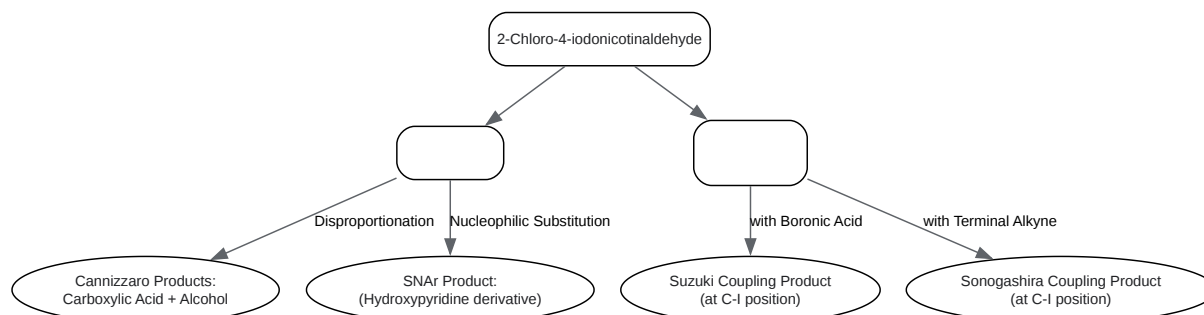 2-Chloro-4-iodonicotinaldehyde
Disproportionation
Nucleophilic Substitution
with Boronic Acid
with Terminal Alkyne
Cannizzaro Products:
Carboxylic Acid + Alcohol
SNAr Product:
(Hydroxypyridine derivative)
Suzuki Coupling Product
(at C-I position)
Sonogashira Coupling Product
(at C-I position)